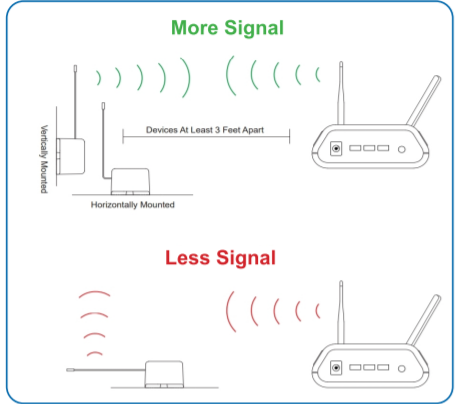 More Signal
Devices At Least 3 Feet Apart
Vertically Mounted
Horizontally Mounted
Less Signal